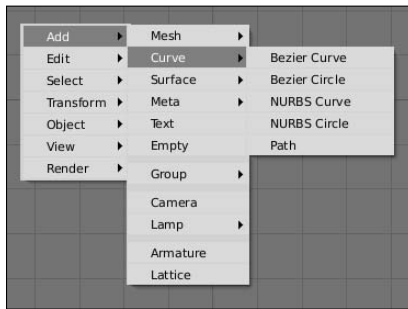 Add
Edit
Select
Transform
Object
View
Render
Mesh
Curve
Surface
Meta
Text
Empty
Group
Camera
Lamp
Armature
Lattice
Bezier Curve
Bezier Circle
NURBS Curve
NURBS Circle
Path